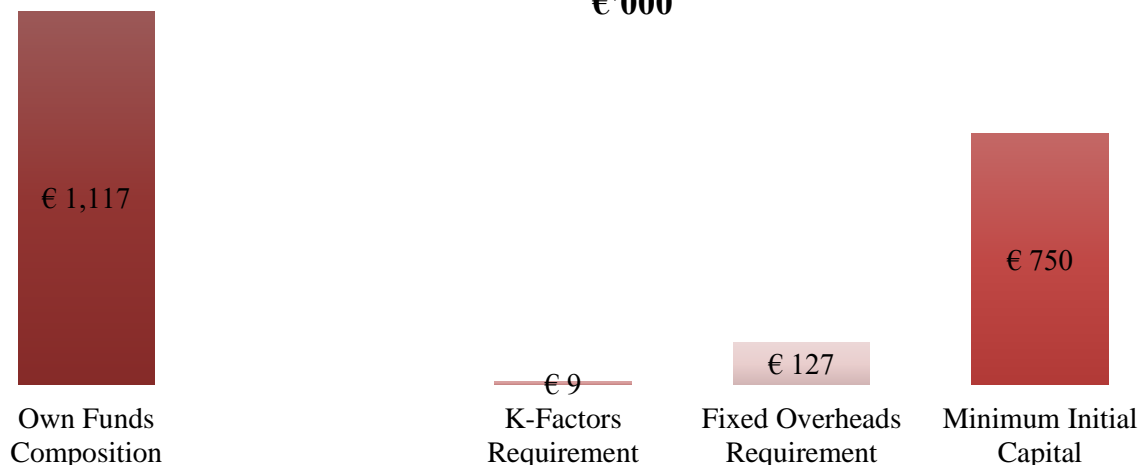 €'000
€ 1,117
€ 750
€ 127
€ 9
Own Funds
Composition
K-Factors
Requirement
Fixed Overheads
Requirement
Minimum Initial
Capital